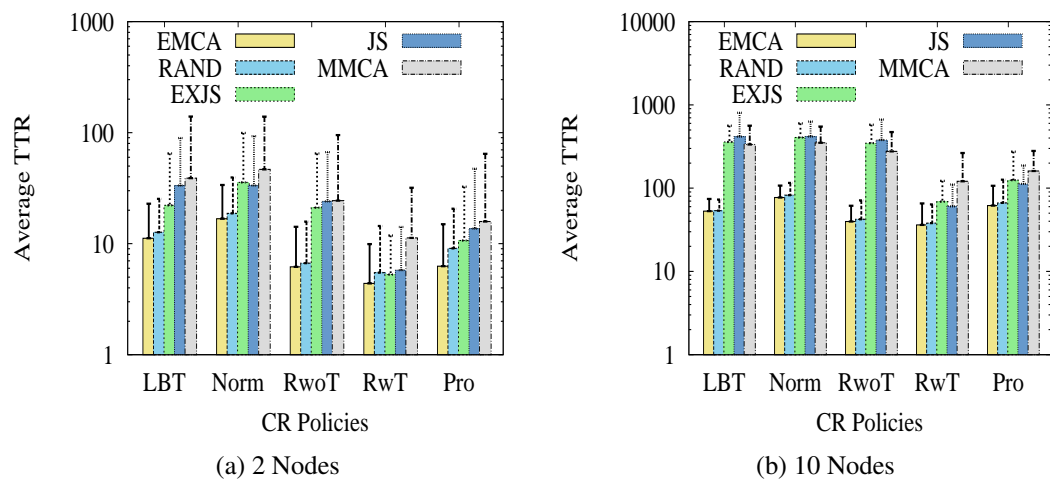 1000
100
10
1
Average TTR
EMCA
RAND
EXJS
JS
MMCA
LBT Norm RwoT RwT Pro
CR Policies
(a) 2 Nodes
10000
1000
100
10
1
Average TTR
EMCA
RAND
EXJS
JS
MMCA
LBT Norm RwoT RwT Pro
CR Policies
(b) 10 Nodes